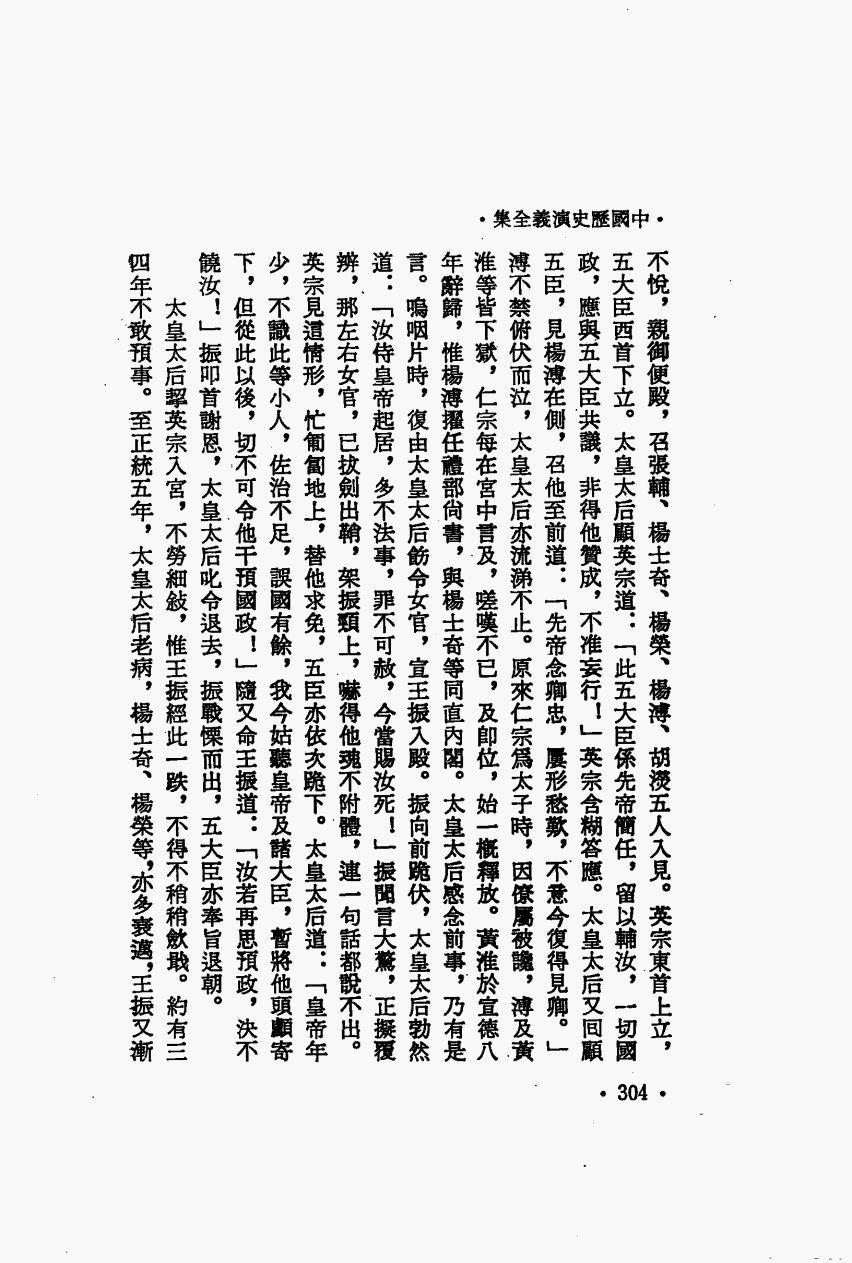 ·中國歷史演義全集·
不悅，親御便殿，召張輔、楊士奇、楊榮、楊溥、胡濙五人入見。英宗東首上立，
五大臣西首下立。太皇太后顧英宗道：「此五大臣係先帝簡任，留以輔汝，一切國
政，應與五大臣共議，非得他贊成，不准妄行！」英宗含糊答應。太皇太后又囘顧
五臣，見楊溥在側，召他至前道：「先帝念卿忠，屢形愁歎，不意今復得見卿。」
溥不禁俯伏而泣，太皇太后亦流涕不止。原來仁宗爲太子時，因僚屬被讒，溥及黃
淮等皆下獄，仁宗每在宮中言及，嗟嘆不已，及卽位，始一概釋放。黃淮於宣德八
年辭歸，惟楊溥擢任禮部尙書，與楊士奇等同直內閣。太皇太后感念前事，乃有是
言。嗚咽片時，復由太皇太后飭令女官，宣王振入殿。振向前跪伏，太皇太后勃然
道：「汝侍皇帝起居，多不法事，罪不可赦，今當賜汝死！」振聞言大驚，正擬覆
辨，那左右女官，已拔劍出鞘，架振頸上，嚇得他魂不附體，連一句話都說不出。
英宗見這情形，忙匍匐地上，替他求免，五臣亦依次跪下。太皇太后道：「皇帝年
少，不識此等小人，佐治不足，誤國有餘，我今姑聽皇帝及諸大臣，暫將他頭顱寄
下，但從此以後，切不可令他干預國政！」隨又命王振道：「汝若再思預政，決不
饒汝！」振叩首謝恩，太皇太后叱令退去，振戰慄而出，五大臣亦奉旨退朝。
太皇太后挈英宗入宮，不勞細敍，惟王振經此一跌，不得不稍稍斂戢。約有三
四年不敢預事。至正統五年，太皇太后老病，楊士奇、楊榮等，亦多衰邁，王振又漸
·304·